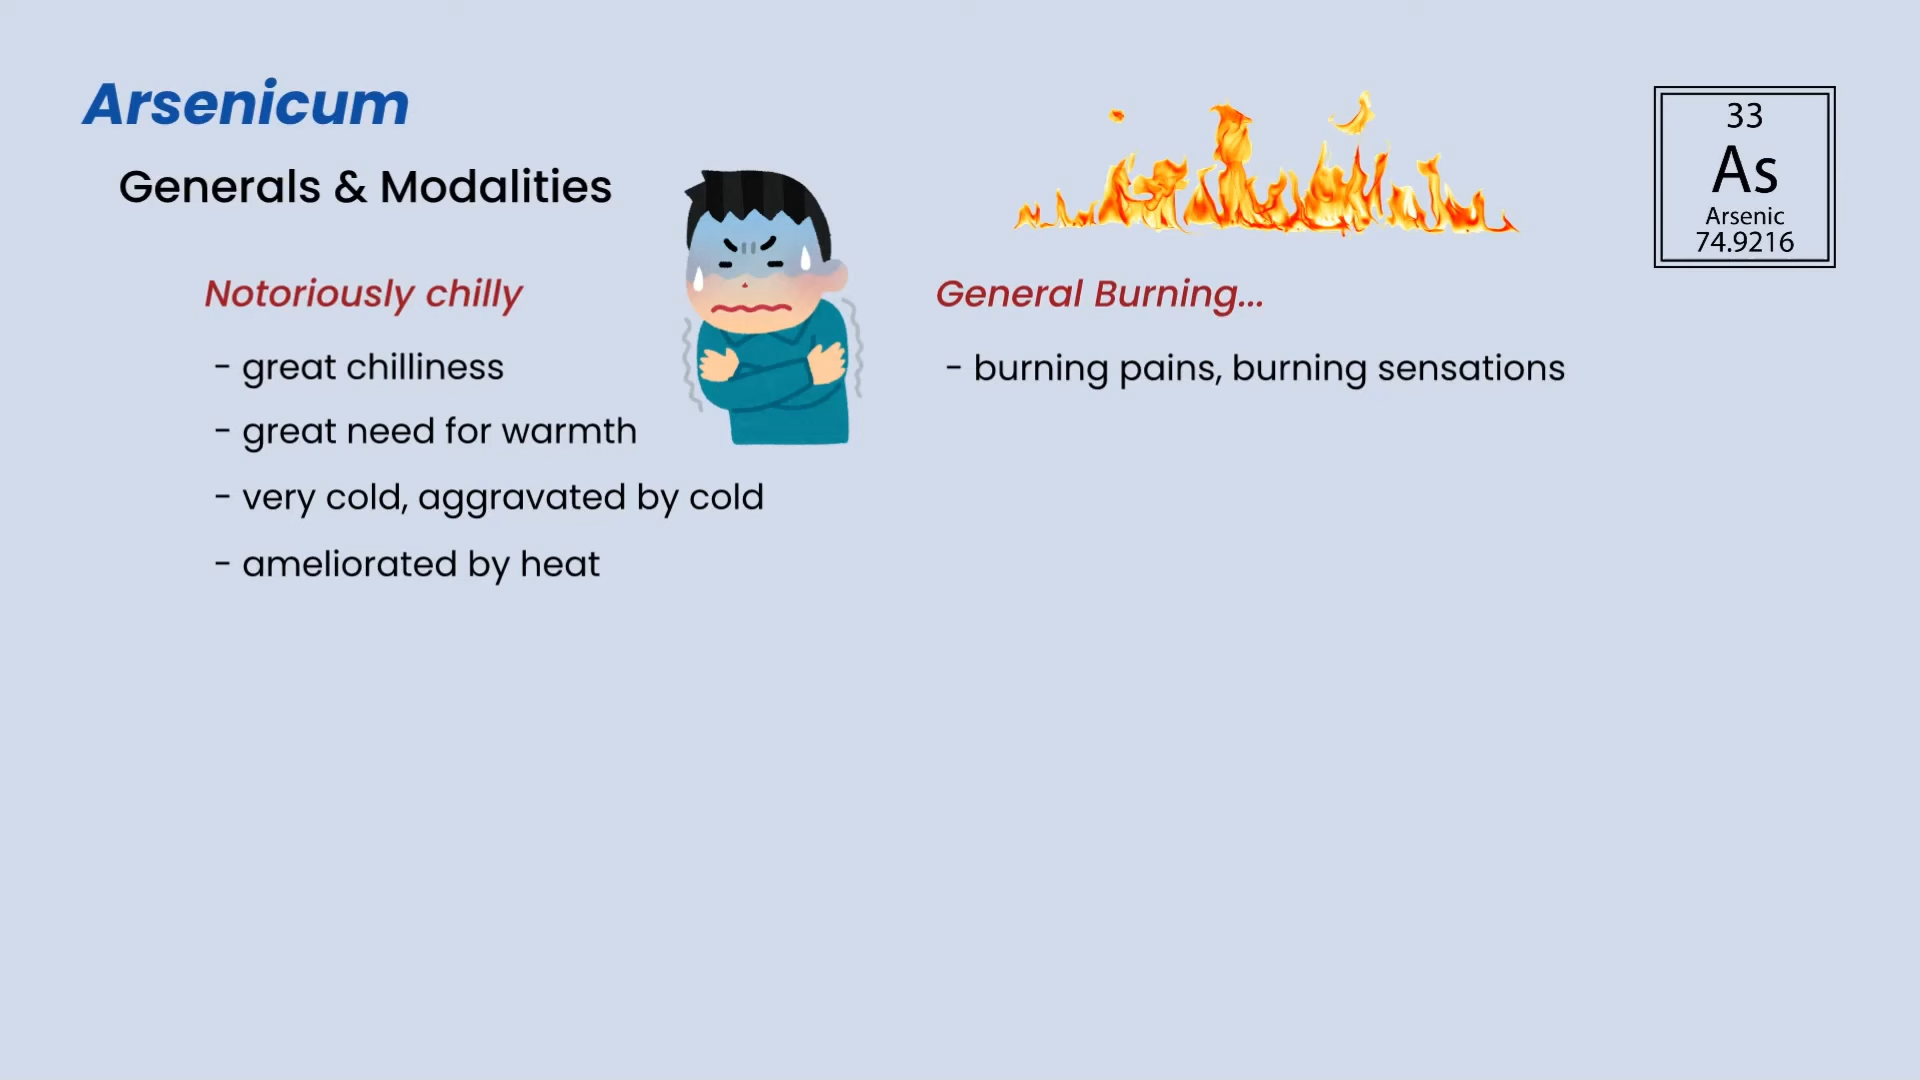 Arsenicum
Generals & Modalities
Notoriously chilly
- great chilliness
- great need for warmth
- very cold, aggravated by cold
- ameliorated by heat
General Burning...
- burning pains, burning sensations
33
As
Arsenic
74.9216